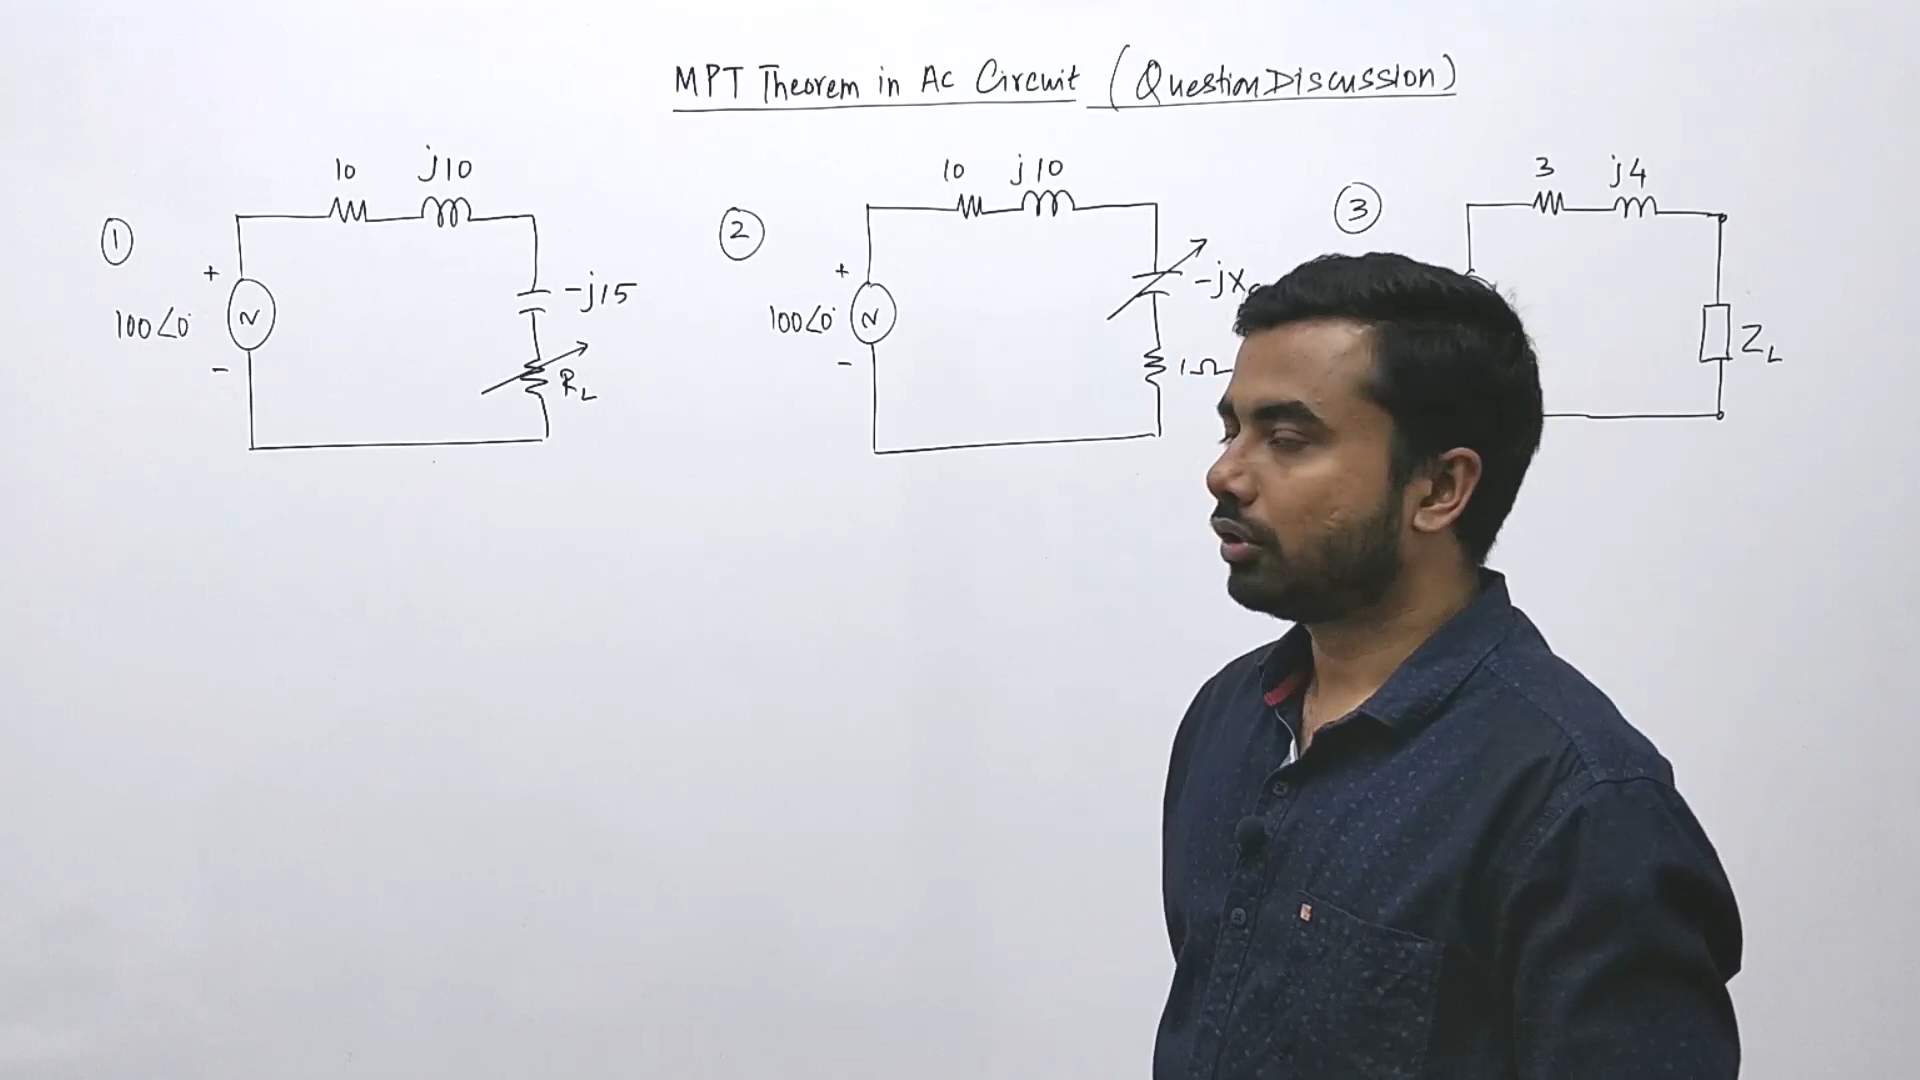 MPT Theorem in Ac Circuit (Question Discussion)
10 j10
1
+
100∠0°
-
-j15
RL
10 j10
2
+
100∠0°
-
1Ω
3 j4
3
ZL